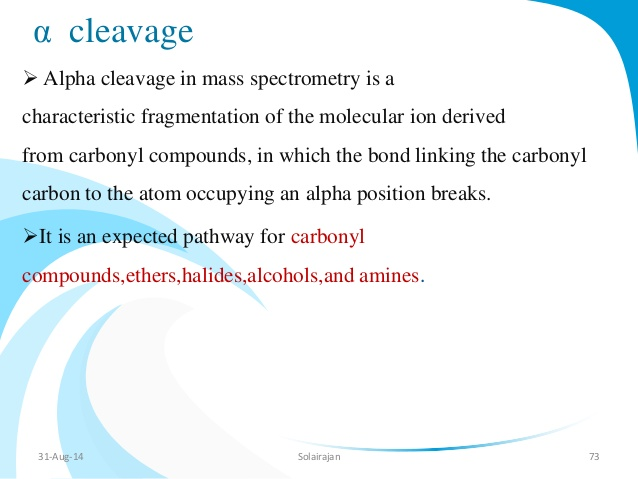 α cleavage
➢ Alpha cleavage in mass spectrometry is a
characteristic fragmentation of the molecular ion derived
from carbonyl compounds, in which the bond linking the carbonyl
carbon to the atom occupying an alpha position breaks.
➢It is an expected pathway for carbonyl
compounds,ethers,halides,alcohols,and amines.
31-Aug-14 Solairajan 73